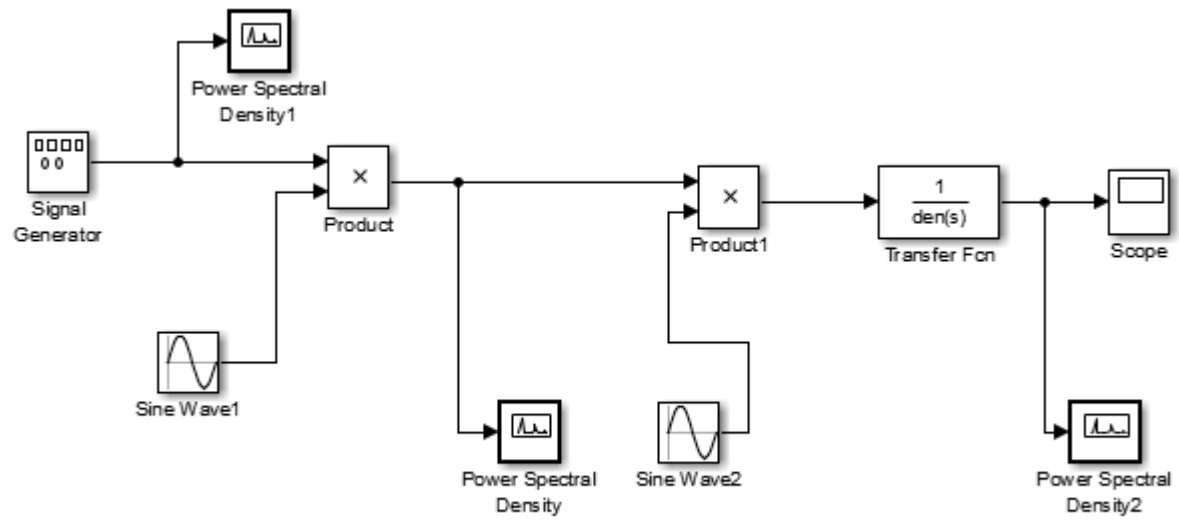 Power Spectral
Density1
Signal
Generator
×
Product
×
Product1
1
den(s)
Transfer Fcn
Scope
Sine Wave1
Power Spectral
Density
Sine Wave2
Power Spectral
Density2